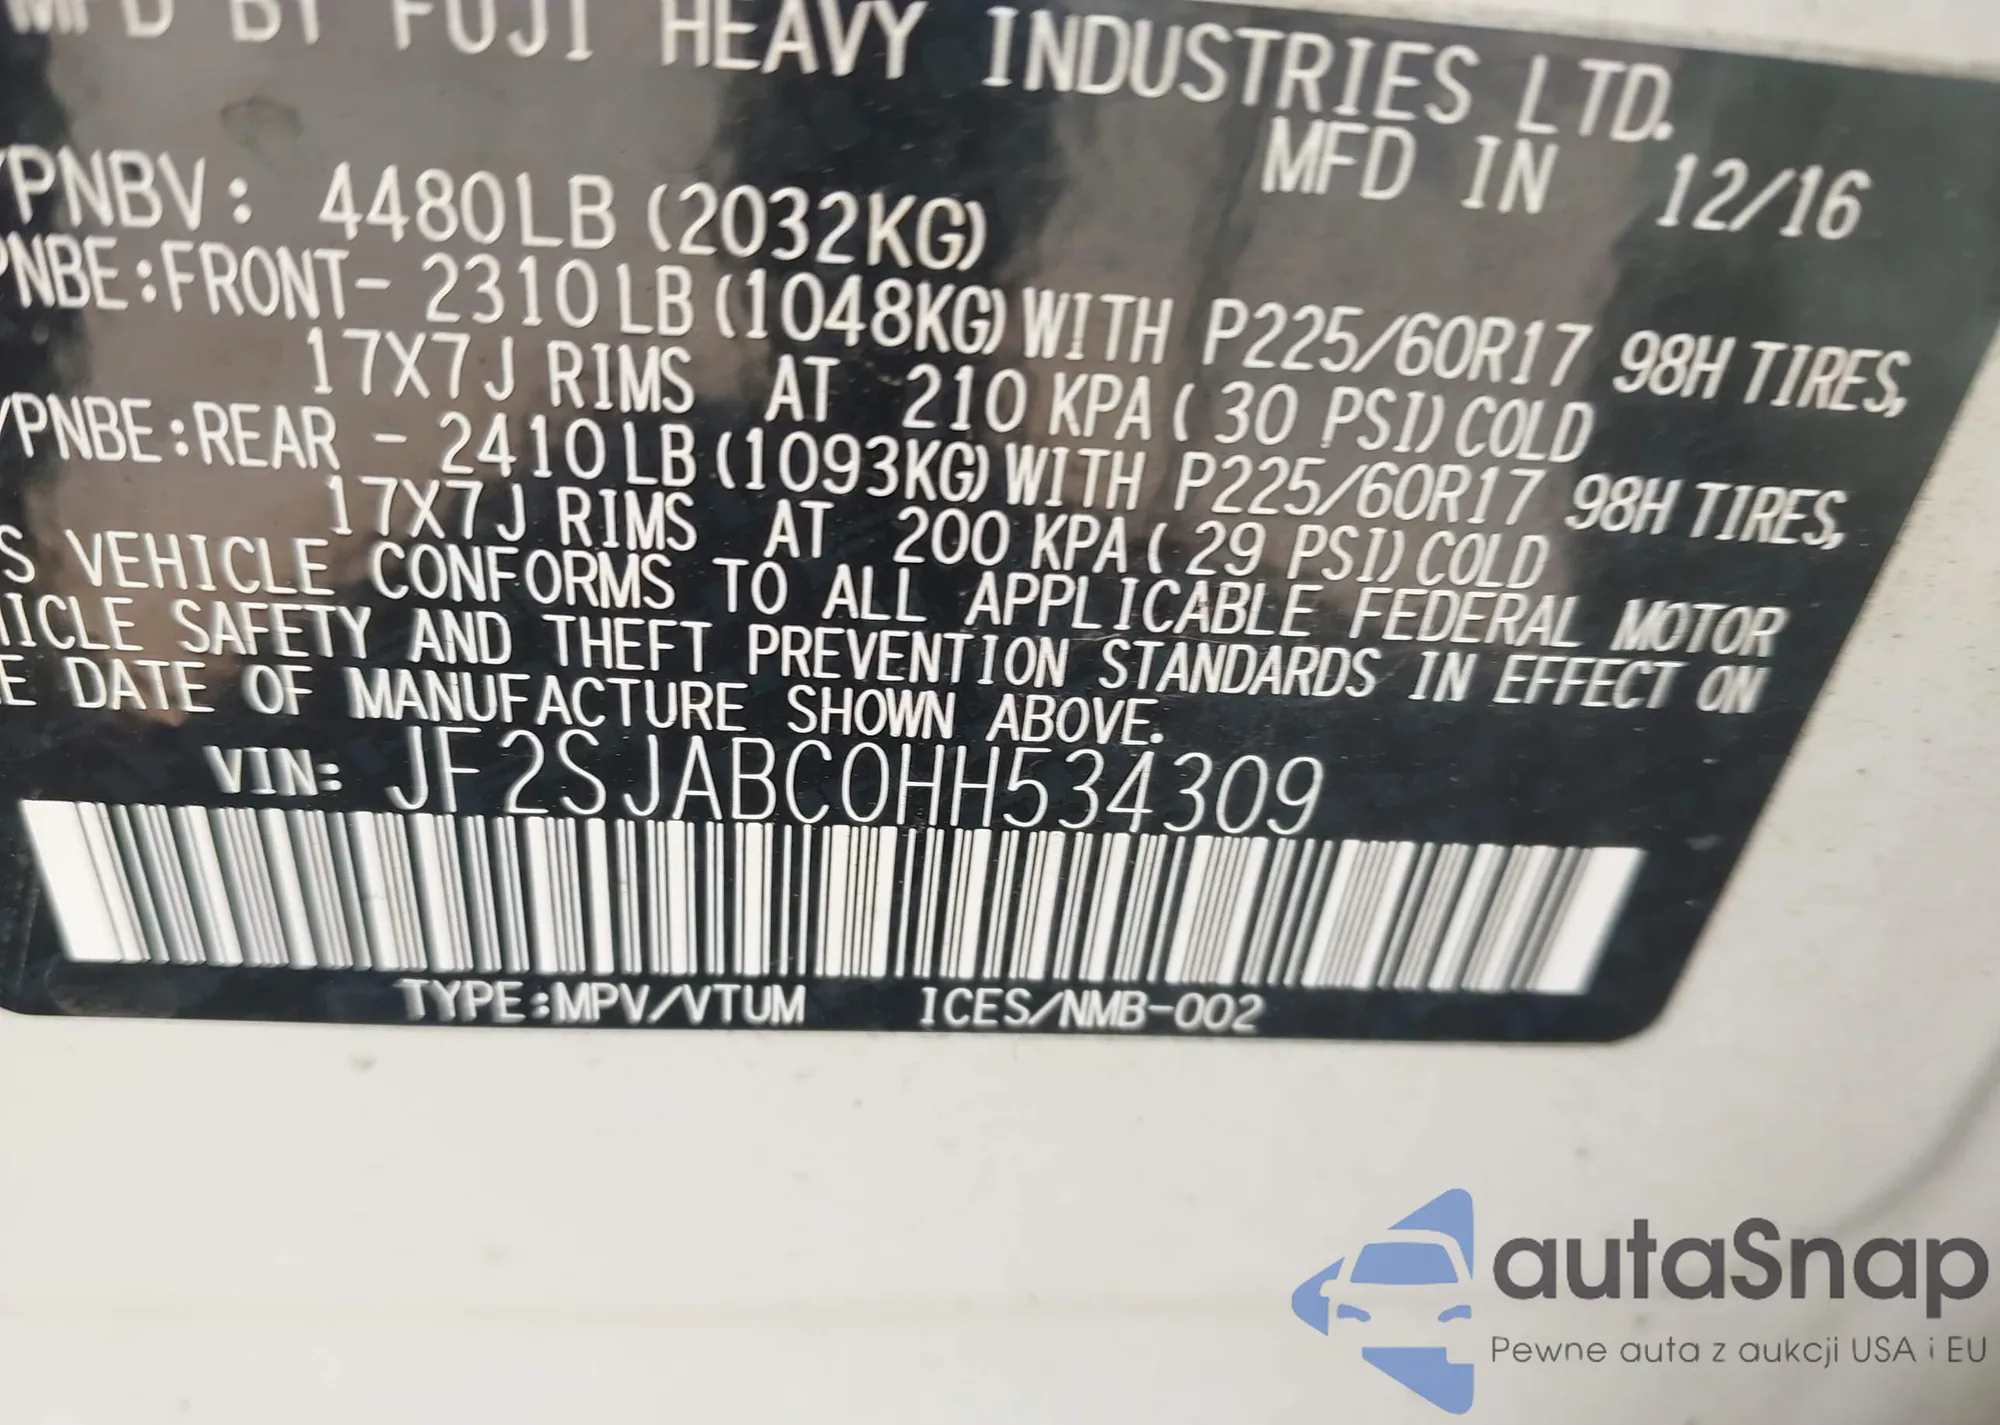 MFD BY FUJI HEAVY INDUSTRIES LTD.
MFD IN 12/16
/PNBV: 4480LB (2032KG)
PNBE:FRONT- 2310LB (1048KG) WITH P225/60R17 98H TIRES,
17X7J RIMS AT 210 KPA ( 30 PSI) COLD
/PNBE:REAR - 2410LB (1093KG) WITH P225/60R17 98H TIRES,
17X7J RIMS AT 200 KPA ( 29 PSI) COLD
S VEHICLE CONFORMS TO ALL APPLICABLE FEDERAL MOTOR
ICLE SAFETY AND THEFT PREVENTION STANDARDS IN EFFECT ON
E DATE OF MANUFACTURE SHOWN ABOVE.
VIN: JF2SJABC0HH534309
TYPE:MPV/VTUM ICES/NMB-002
autaSnap
Pewne auta z aukcji USA i EU